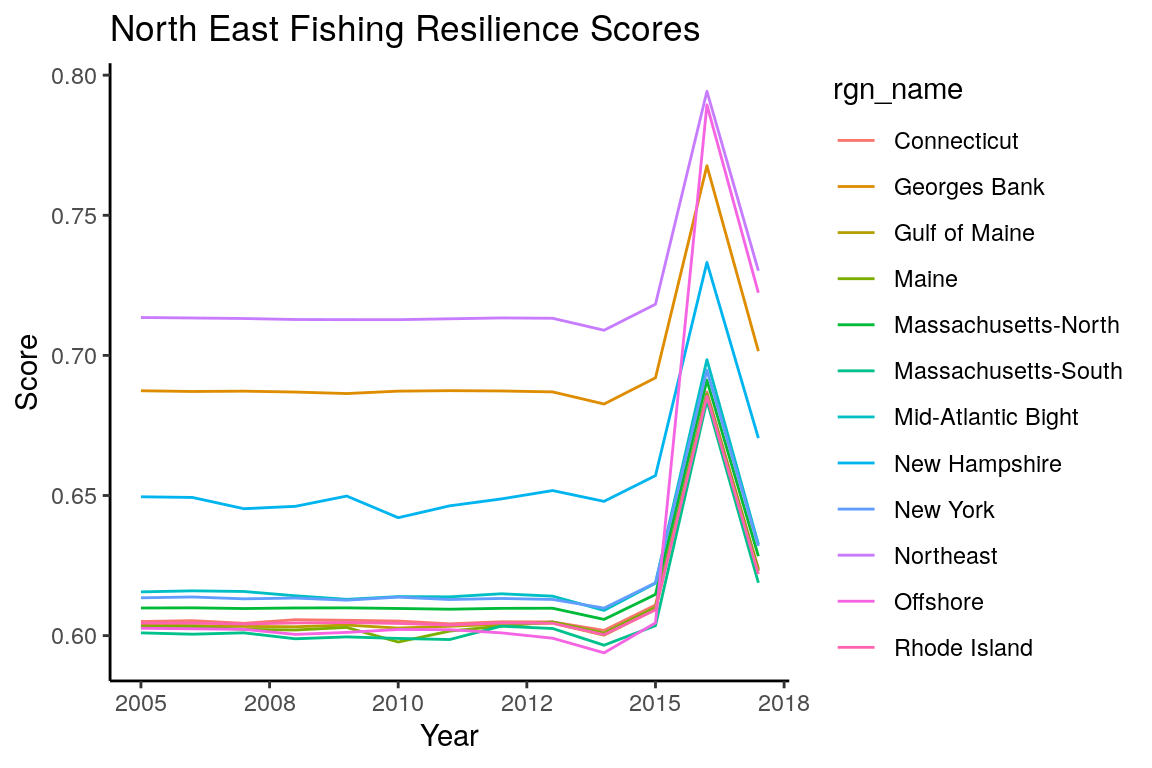 North East Fishing Resilience Scores
0.80
0.75
0.70
0.65
0.60
Score
2005
2008
2010
2012
2015
2018
Year
rgn_name
Connecticut
Georges Bank
Gulf of Maine
Maine
Massachusetts-North
Massachusetts-South
Mid-Atlantic Bight
New Hampshire
New York
Northeast
Offshore
Rhode Island